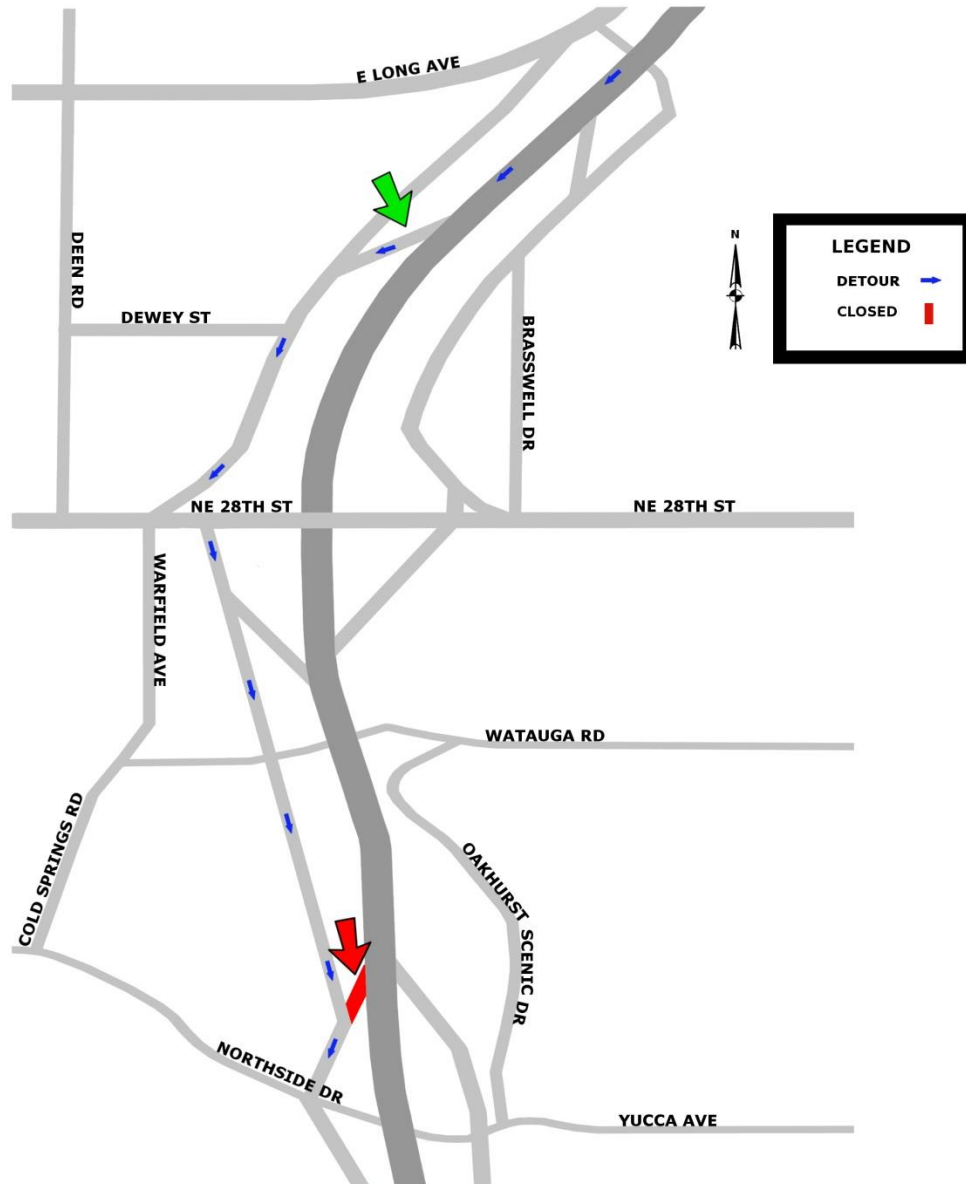 E LONG AVE
DEEN RD
N
LEGEND
DETOUR
CLOSED
DEWEY ST
BRASSWELL DR
NE 28TH ST
NE 28TH ST
WARFIELD AVE
WATAUGA RD
COLD SPRINGS RD
OAKHURST SCENIC DR
NORTHSIDE DR
YUCCA AVE